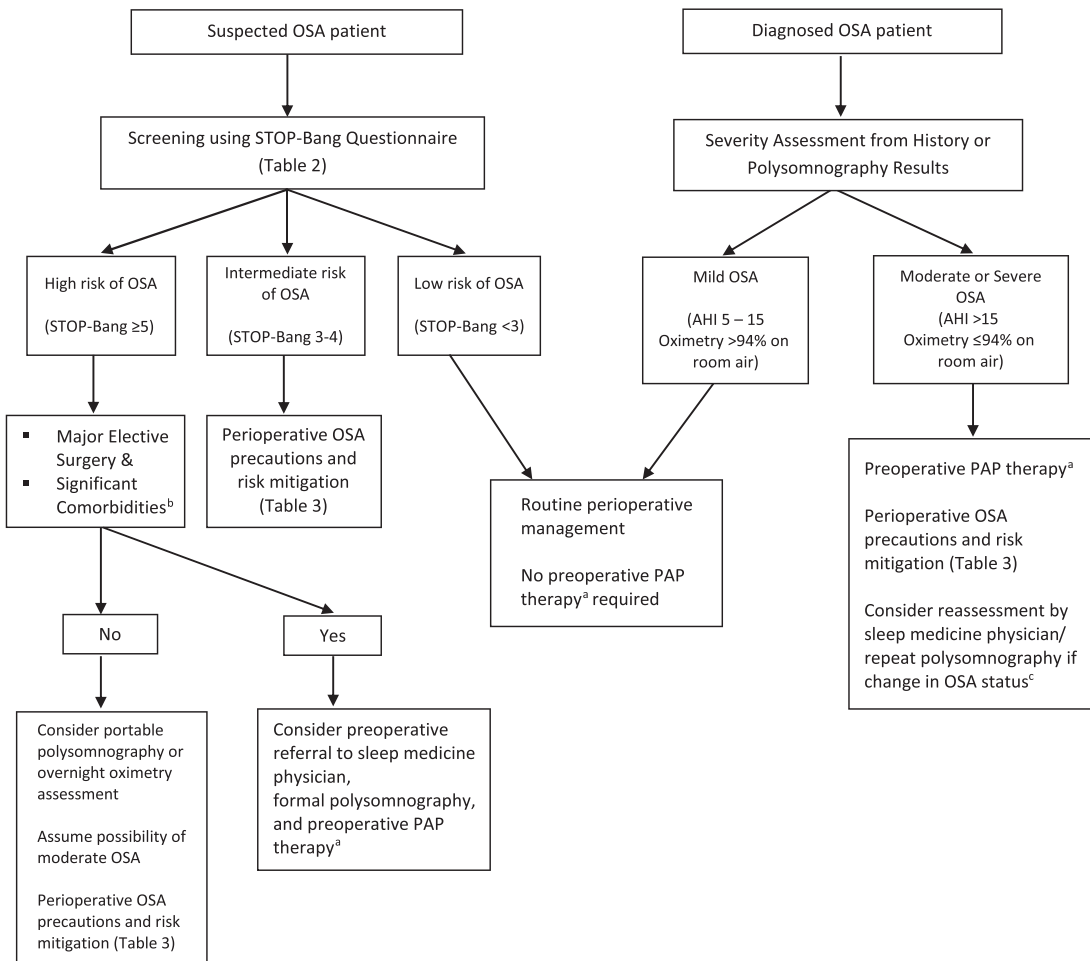 Suspected OSA patient
Diagnosed OSA patient
Screening using STOP-Bang Questionnaire
(Table 2)
Severity Assessment from History or
Polysomnography Results
High risk of OSA
(STOP-Bang ≥5)
Intermediate risk
of OSA
(STOP-Bang 3-4)
Low risk of OSA
(STOP-Bang <3)
Mild OSA
(AHI 5 – 15
Oximetry >94% on
room air)
Moderate or Severe
OSA
(AHI >15
Oximetry ≤94% on
room air)
▪ Major Elective
Surgery &
▪ Significant
Comorbiditiesᵇ
Perioperative OSA
precautions and
risk mitigation
(Table 3)
Routine perioperative
management
No preoperative PAP
therapyᵃ required
Preoperative PAP therapyᵃ
Perioperative OSA
precautions and risk
mitigation (Table 3)
Consider reassessment by
sleep medicine physician/
repeat polysomnography if
change in OSA statusᶜ
No
Yes
Consider portable
polysomnography or
overnight oximetry
assessment
Assume possibility of
moderate OSA
Perioperative OSA
precautions and risk
mitigation (Table 3)
Consider preoperative
referral to sleep medicine
physician,
formal polysomnography,
and preoperative PAP
therapyᵃ